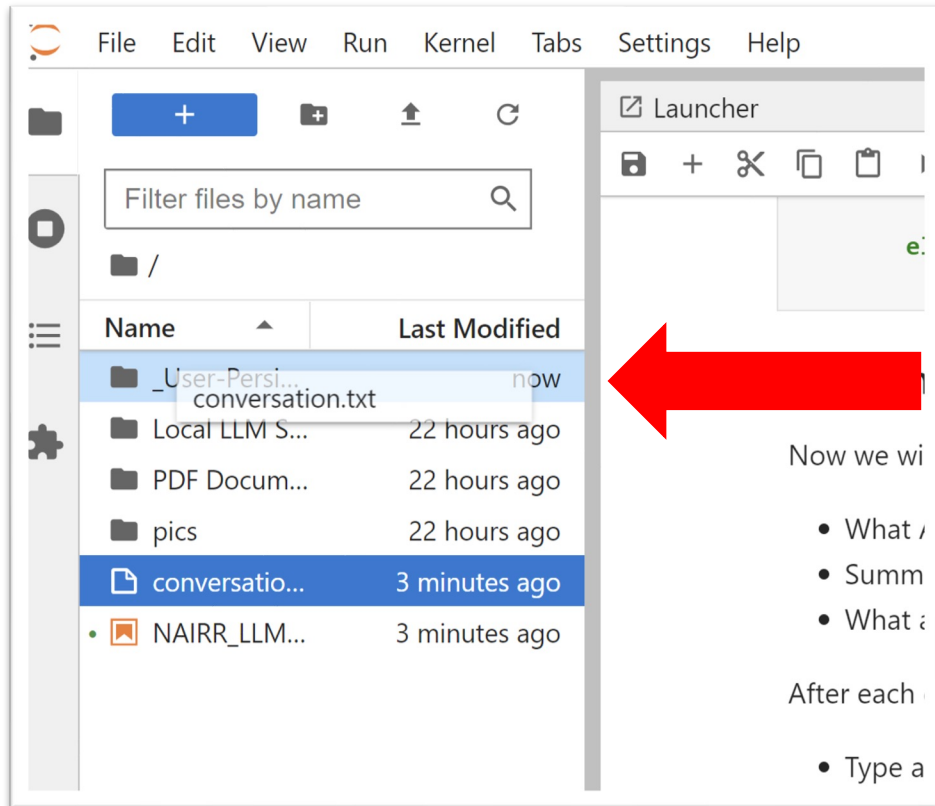 File Edit View Run Kernel Tabs Settings Help
+
Launcher
Filter files by name
/
Name Last Modified
_User-Persi... now
conversation.txt
Local LLM S... 22 hours ago
PDF Docum... 22 hours ago
pics 22 hours ago
conversatio... 3 minutes ago
NAIRR_LLM... 3 minutes ago
Now we wi
• What
• Summ
• What a
After each
• Type a